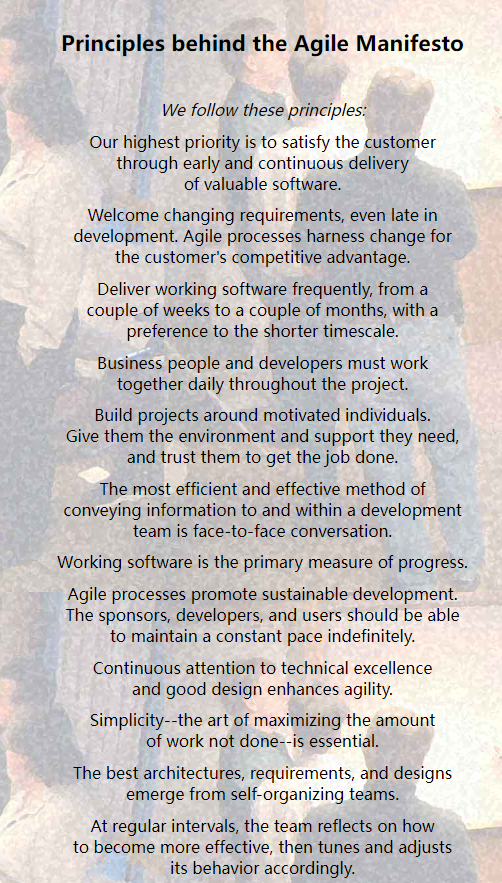 Principles behind the Agile Manifesto
We follow these principles:
Our highest priority is to satisfy the customer
through early and continuous delivery
of valuable software.
Welcome changing requirements, even late in
development. Agile processes harness change for
the customer's competitive advantage.
Deliver working software frequently, from a
couple of weeks to a couple of months, with a
preference to the shorter timescale.
Business people and developers must work
together daily throughout the project.
Build projects around motivated individuals.
Give them the environment and support they need,
and trust them to get the job done.
The most efficient and effective method of
conveying information to and within a development
team is face-to-face conversation.
Working software is the primary measure of progress.
Agile processes promote sustainable development.
The sponsors, developers, and users should be able
to maintain a constant pace indefinitely.
Continuous attention to technical excellence
and good design enhances agility.
Simplicity--the art of maximizing the amount
of work not done--is essential.
The best architectures, requirements, and designs
emerge from self-organizing teams.
At regular intervals, the team reflects on how
to become more effective, then tunes and adjusts
its behavior accordingly.